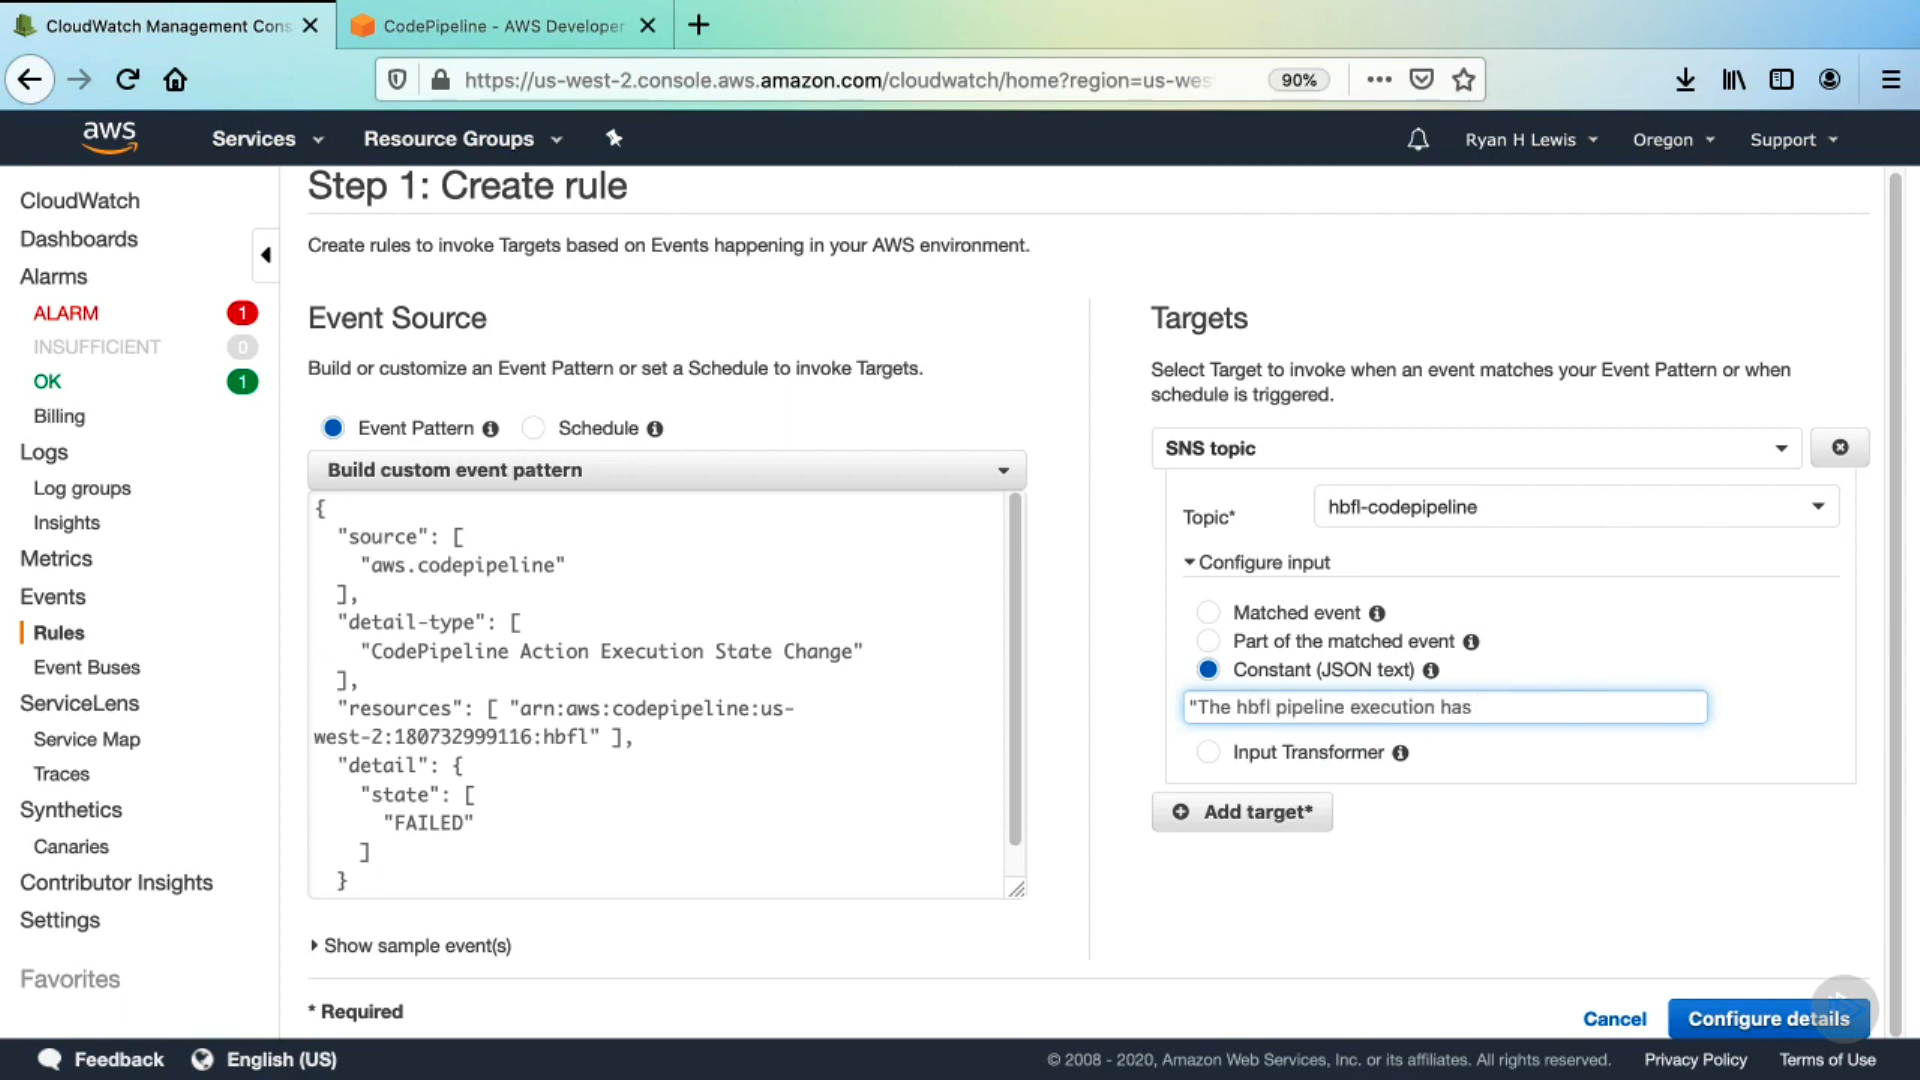 CloudWatch Management Cons
CodePipeline - AWS Developer
https://us-west-2.console.aws.amazon.com/cloudwatch/home?region=us-wes
90%
aws
Services
Resource Groups
Ryan H Lewis
Oregon
Support
CloudWatch
Dashboards
Alarms
ALARM
1
INSUFFICIENT
0
OK
1
Billing
Logs
Log groups
Insights
Metrics
Events
Rules
Event Buses
ServiceLens
Service Map
Traces
Synthetics
Canaries
Contributor Insights
Settings
Favorites
Step 1: Create rule
Create rules to invoke Targets based on Events happening in your AWS environment.
Event Source
Build or customize an Event Pattern or set a Schedule to invoke Targets.
Event Pattern
Schedule
Build custom event pattern
{
"source": [
"aws.codepipeline"
],
"detail-type": [
"CodePipeline Action Execution State Change"
],
"resources": [ "arn:aws:codepipeline:us-
west-2:180732999116:hbfl" ],
"detail": {
"state": [
"FAILED"
]
}
Show sample event(s)
* Required
Targets
Select Target to invoke when an event matches your Event Pattern or when
schedule is triggered.
SNS topic
Topic*
hbfl-codepipeline
Configure input
Matched event
Part of the matched event
Constant (JSON text)
"The hbfl pipeline execution has
Input Transformer
Add target*
Cancel
Configure details
Feedback
English (US)
© 2008 - 2020, Amazon Web Services, Inc. or its affiliates. All rights reserved.
Privacy Policy
Terms of Use